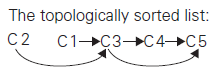 The topologically sorted list:
C2 C1→C3→C4→C5